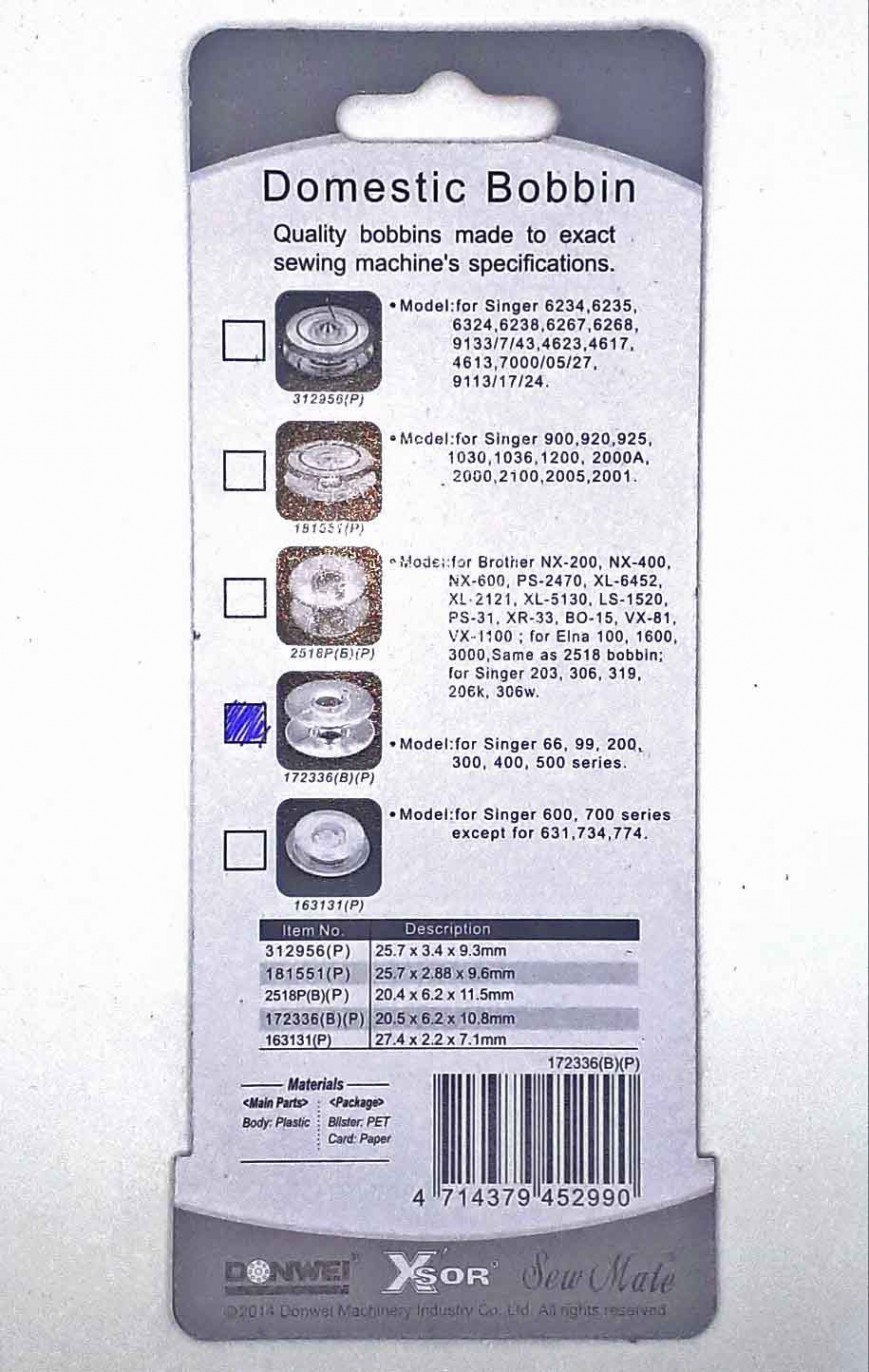 Domestic Bobbin
Quality bobbins made to exact
sewing machine's specifications.
• Model:for Singer 6234,6235,
6324,6238,6267,6268,
9133/7/43,4623,4617,
4613,7000/05/27,
9113/17/24.
312956(P)
• Model:for Singer 900,920,925,
1030,1036,1200, 2000A,
2000,2100,2005,2001.
181551(P)
• Model:for Brother NX-200, NX-400,
NX-600, PS-2470, XL-6452,
XL-2121, XL-5130, LS-1520,
PS-31, XR-33, BO-15, VX-81,
VX-1100 ; for Elna 100, 1600,
3000,Same as 2518 bobbin;
for Singer 203, 306, 319,
206k, 306w.
2518P(B)(P)
• Model:for Singer 66, 99, 200,
300, 400, 500 series.
172336(B)(P)
• Model:for Singer 600, 700 series
except for 631,734,774.
163131(P)
Item No. Description
312956(P) 25.7 x 3.4 x 9.3mm
181551(P) 25.7 x 2.88 x 9.6mm
2518P(B)(P) 20.4 x 6.2 x 11.5mm
172336(B)(P) 20.5 x 6.2 x 10.8mm
163131(P) 27.4 x 2.2 x 7.1mm
172336(B)(P)
Materials
<Main Parts> <Package>
Body: Plastic Blister: PET
Card: Paper
4 714379 452990
DONWEI® X'SOR® Sew Mate™
©2014 Donwei Machinery Industry Co., Ltd. All rights reserved.